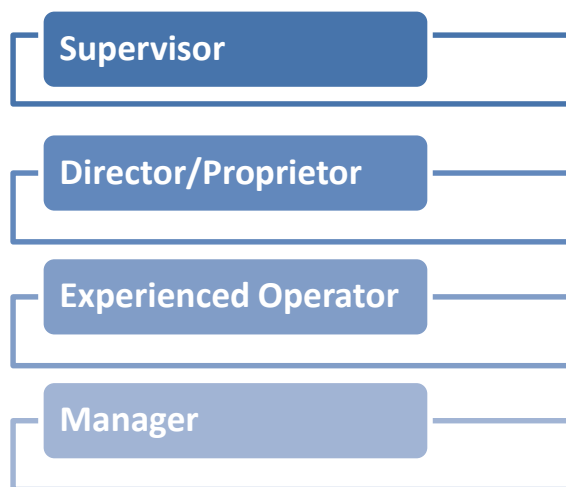 Supervisor
Director/Proprietor
Experienced Operator
Manager